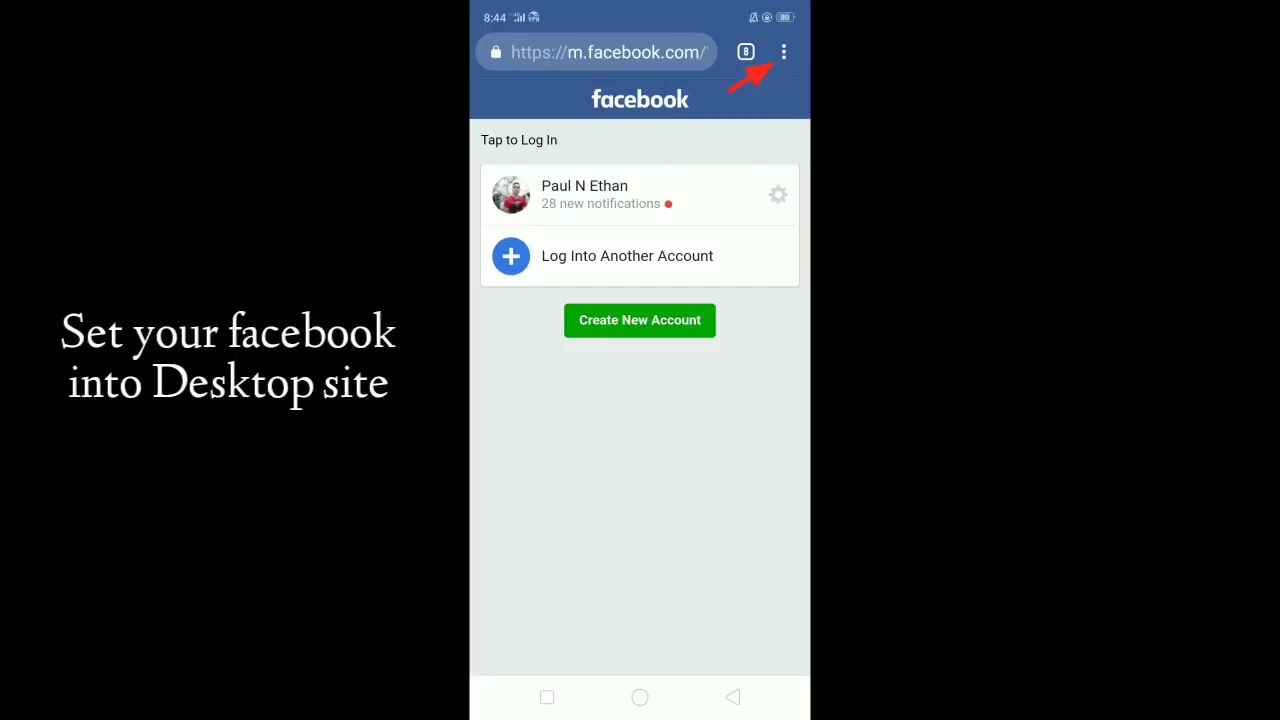 8:44
https://m.facebook.com/
8
80
facebook
Tap to Log In
Paul N Ethan
28 new notifications
Log Into Another Account
Create New Account
Set your facebook
into Desktop site